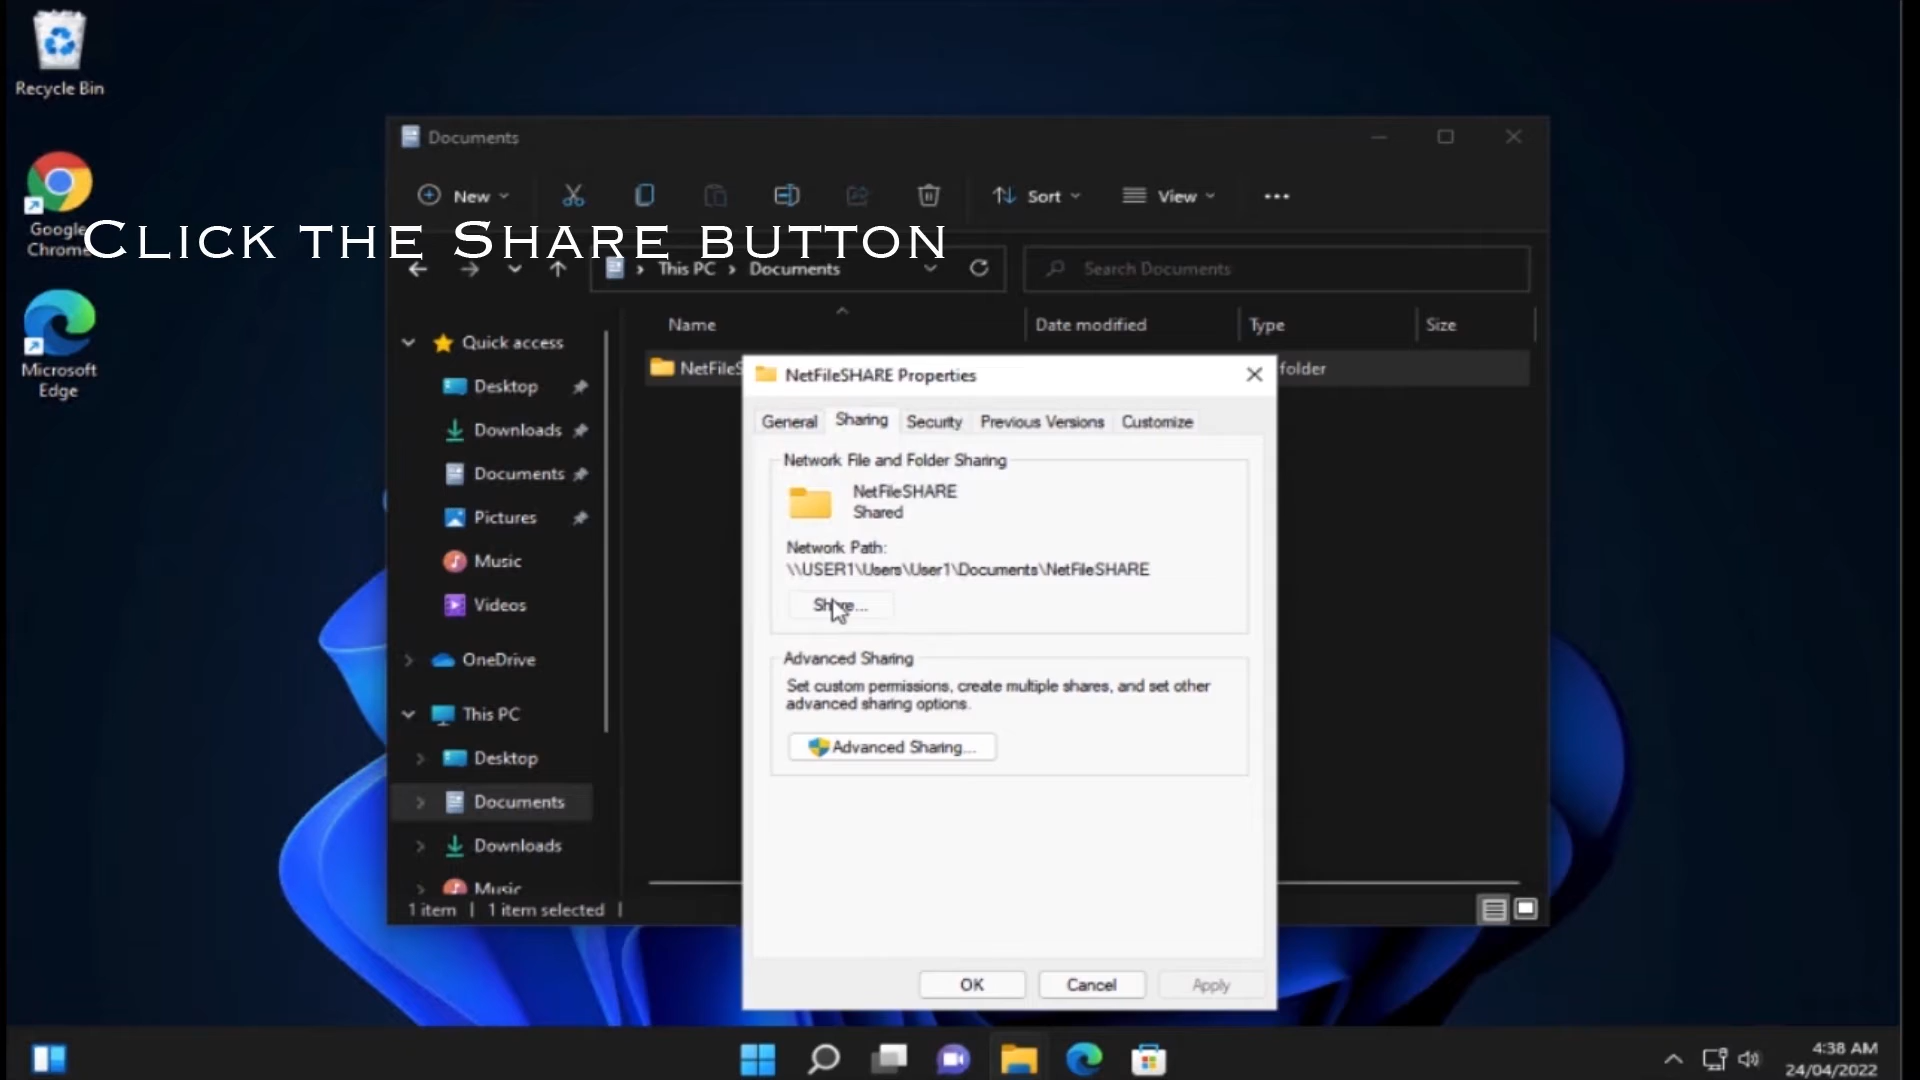 Recycle Bin
Google
Chrome
Microsoft
Edge
CLICK THE SHARE BUTTON
Documents
New
Sort
View
This PC
Documents
Search Documents
Name
Date modified
Type
Size
Quick access
Desktop
Downloads
Documents
Pictures
Music
Videos
OneDrive
This PC
Desktop
Documents
Downloads
Music
1 item
1 item selected
NetFileS
folder
NetFileSHARE Properties
General
Sharing
Security
Previous Versions
Customize
Network File and Folder Sharing
NetFileSHARE
Shared
Network Path:
\\USER1\Users\User1\Documents\NetFileSHARE
Share...
Advanced Sharing
Set custom permissions, create multiple shares, and set other
advanced sharing options.
Advanced Sharing...
OK
Cancel
Apply
4:38 AM
24/04/2022